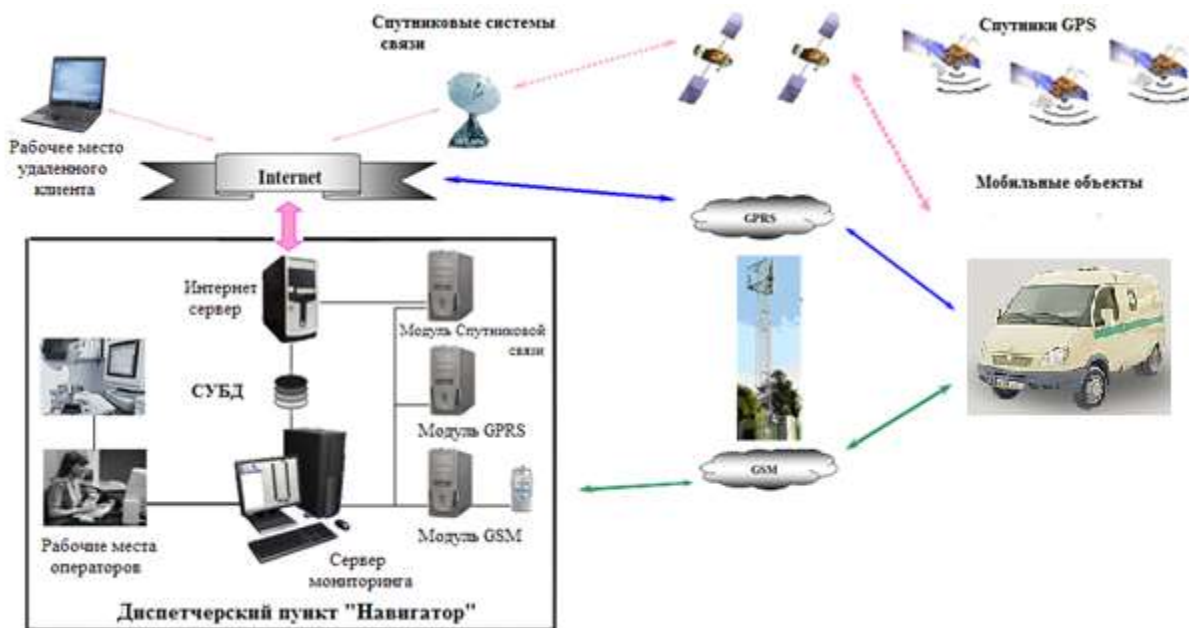 Спутниковые системы
связи
Спутники GPS
Рабочее место
удаленного
клиента
Internet
Мобильные объекты
GPRS
Интернет
сервер
Модуль Спутниковой
связи
СУБД
Модуль GPRS
GSM
Рабочие места
операторов
Модуль GSM
Сервер
мониторинга
Диспетчерский пункт "Навигатор"